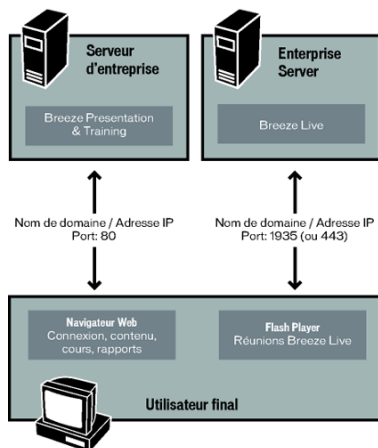 Serveur
d'entreprise
Breeze Presentation
& Training
Enterprise
Server
Breeze Live
Nom de domaine / Adresse IP
Port: 80
Nom de domaine / Adresse IP
Port: 1935 (ou 443)
Navigateur Web
Connexion, contenu,
cours, rapports
Flash Player
Réunions Breeze Live
Utilisateur final